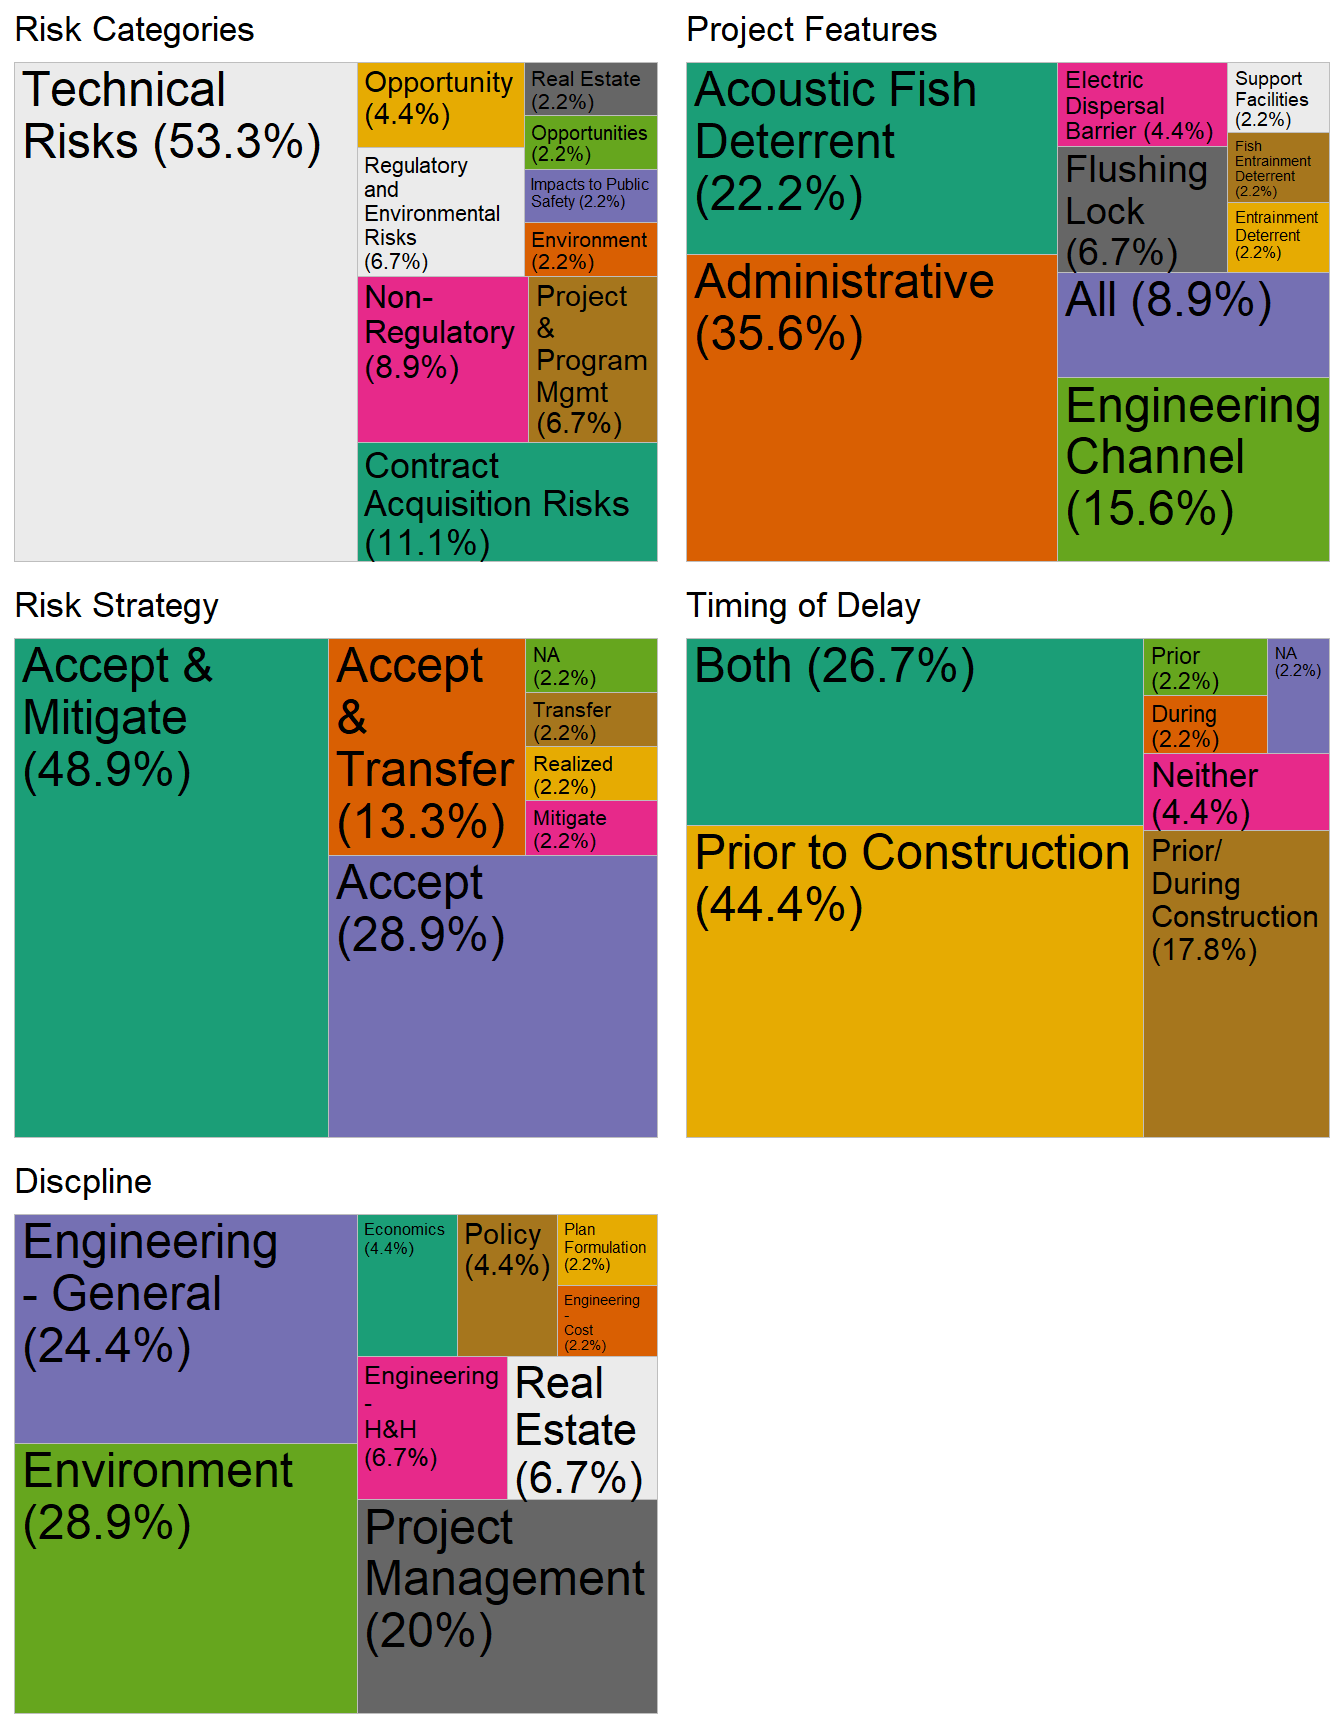 Risk Categories
Technical
Risks (53.3%)
Opportunity
(4.4%)
Real Estate
(2.2%)
Opportunities
(2.2%)
Regulatory
and
Environmental
Risks
(6.7%)
Impacts to Public
Safety (2.2%)
Environment
(2.2%)
Non-
Regulatory
(8.9%)
Project
&
Program
Mgmt
(6.7%)
Contract
Acquisition Risks
(11.1%)
Project Features
Acoustic Fish
Deterrent
(22.2%)
Electric
Dispersal
Barrier (4.4%)
Support
Facilities
(2.2%)
Flushing
Lock
(6.7%)
Fish
Entrainment
Deterrent
(2.2%)
Entrainment
Deterrent
(2.2%)
Administrative
(35.6%)
All (8.9%)
Engineering
Channel
(15.6%)
Risk Strategy
Accept &
Mitigate
(48.9%)
Accept
&
Transfer
(13.3%)
NA
(2.2%)
Transfer
(2.2%)
Realized
(2.2%)
Mitigate
(2.2%)
Accept
(28.9%)
Timing of Delay
Both (26.7%)
Prior
(2.2%)
NA
(2.2%)
During
(2.2%)
Neither
(4.4%)
Prior to Construction
(44.4%)
Prior/
During
Construction
(17.8%)
Discpline
Engineering
- General
(24.4%)
Economics
(4.4%)
Policy
(4.4%)
Plan
Formulation
(2.2%)
Engineering
-
Cost
(2.2%)
Engineering
-
H&H
(6.7%)
Real
Estate
(6.7%)
Environment
(28.9%)
Project
Management
(20%)